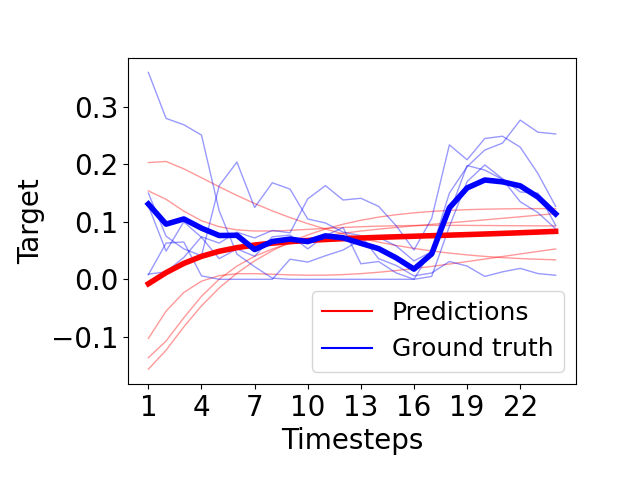 Target
0.3
0.2
0.1
0.0
−0.1
Predictions
Ground truth
1 4 7 10 13 16 19 22
Timesteps